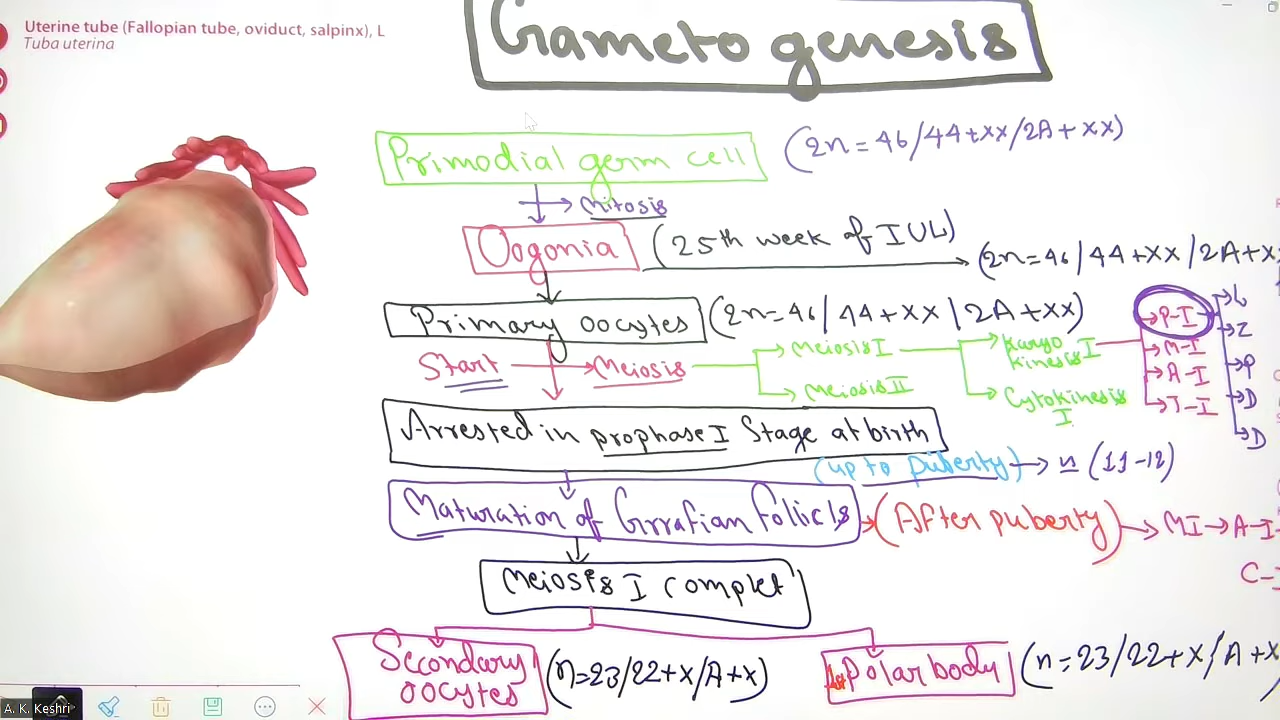 Uterine tube (Fallopian tube, oviduct, salpinx), L
Tuba uterina
Gameto genesis
Primodial germ cell (2n=46/44+xx/2A+xx)
Mitosis
Oogonia (25th week of IUL) (2n=46/44+xx/2A+x
Primary oocytes (2n=46/44+xx/2A+xx)
Start Meiosis
Meiosis I
Meiosis II
Karyo kinesis I
Cytokinesis I
P-I
M-I
A-I
T-I
L
Z
P
D
D
Arrested in prophase I Stage at birth
(up to puberty) (11-12)
Maturation of Grrafian follicls (After puberty) MI→A-I
C-I
Meiosis I complet
Secondary oocytes (n=23/22+x/A+x)
1st Polar body (n=23/22+x/A+x
A. K. Keshri